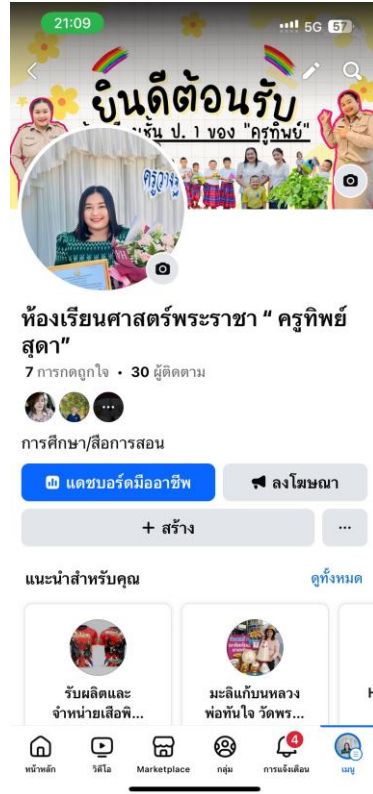 21:09
5G 57
ยินดีต้อนรับ
ชั้น ป. 1 ของ "ครูทิพย์"
ห้องเรียนศาสตร์พระราชา “ ครูทิพย์
สุดา”
7 การกดถูกใจ • 30 ผู้ติดตาม
การศึกษา/สื่อการสอน
แดชบอร์ดมืออาชีพ
ลงโฆษณา
+ สร้าง
...
แนะนำสำหรับคุณ
ดูทั้งหมด
รับผลิตและ
จำหน่ายเสื้อพิ...
มะลิแก้บนหลวง
พ่อทันใจ วัดพร...
H
4
หน้าหลัก
วิดีโอ
Marketplace
กลุ่ม
การแจ้งเตือน
เมนู